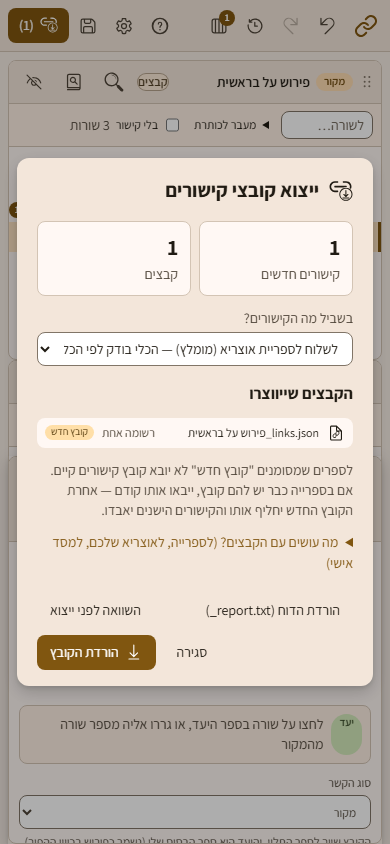 (1)
1
מקור
פירוש על בראשית
קבצים
לשורה...
מעבר לכותרת
בלי קישור
3 שורות
ייצוא קובצי קישורים
1
קישורים חדשים
1
קבצים
בשביל מה הקישורים?
לשלוח לספריית אוצריא (מומלץ) — הכלי בודק לפי הכל
הקבצים שייווצרו
פירוש על בראשית_links.json
רשומה אחת
קובץ חדש
לספרים שמסומנים "קובץ חדש" לא יובא קובץ קישורים קיים.
אם בספרייה כבר יש להם קובץ, ייבאו אותו קודם — אחרת
הקובץ החדש יחליף אותו והקישורים הישנים יאבדו.
מה עושים עם הקבצים? (לספרייה, לאוצריא שלכם, למסד
אישי)
הורדת הדוח (_report.txt)
השוואה לפני ייצוא
סגירה
הורדת הקובץ
יעד
לחצו על שורה בספר היעד, או גררו אליה מספר שורה
מהמקור
סוג הקשר
מקור